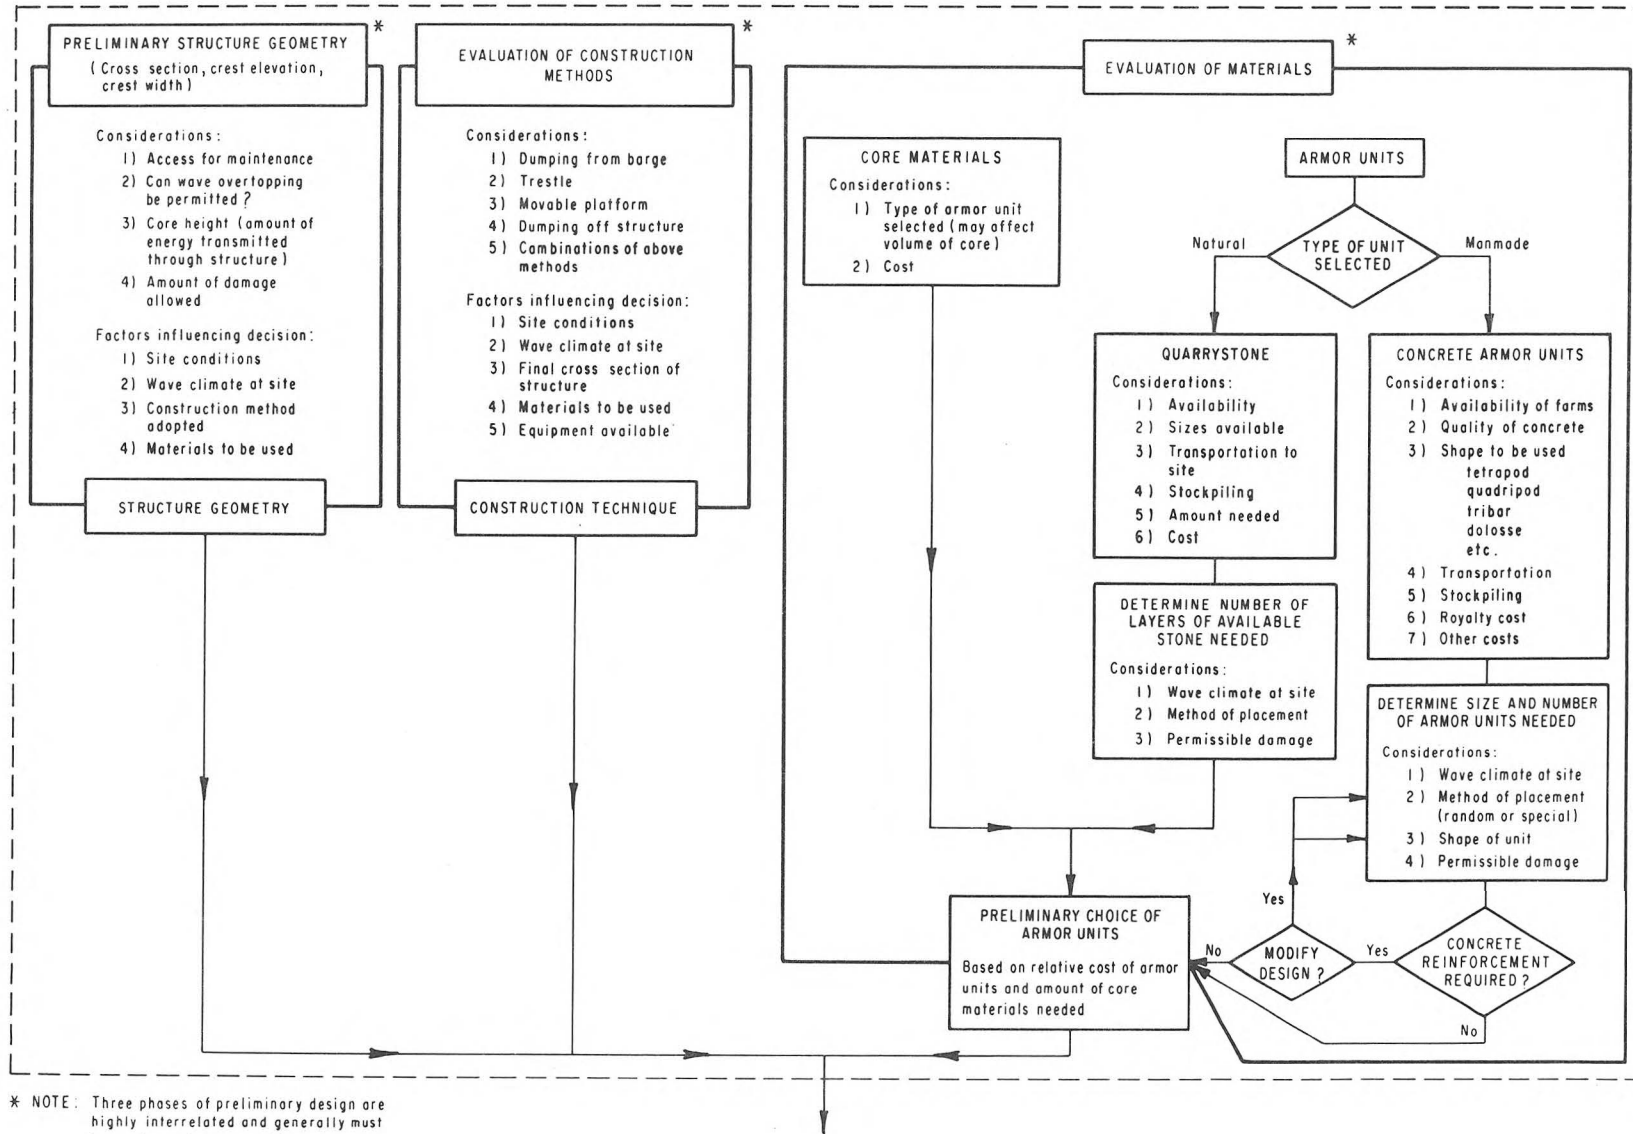 *
PRELIMINARY STRUCTURE GEOMETRY
(Cross section, crest elevation,
crest width)
Considerations:
1) Access for maintenance
2) Can wave overtopping
be permitted?
3) Core height (amount of
energy transmitted
through structure)
4) Amount of damage
allowed
Factors influencing decision:
1) Site conditions
2) Wave climate at site
3) Construction method
adopted
4) Materials to be used
STRUCTURE GEOMETRY
*
EVALUATION OF CONSTRUCTION
METHODS
Considerations:
1) Dumping from barge
2) Trestle
3) Movable platform
4) Dumping off structure
5) Combinations of above
methods
Factors influencing decision:
1) Site conditions
2) Wave climate at site
3) Final cross section of
structure
4) Materials to be used
5) Equipment available
CONSTRUCTION TECHNIQUE
*
EVALUATION OF MATERIALS
CORE MATERIALS
Considerations:
1) Type of armor unit
selected (may affect
volume of core)
2) Cost
ARMOR UNITS
Natural
TYPE OF UNIT
SELECTED
Manmade
QUARRYSTONE
Considerations:
1) Availability
2) Sizes available
3) Transportation to
site
4) Stockpiling
5) Amount needed
6) Cost
DETERMINE NUMBER OF
LAYERS OF AVAILABLE
STONE NEEDED
Considerations:
1) Wave climate at site
2) Method of placement
3) Permissible damage
CONCRETE ARMOR UNITS
Considerations:
1) Availability of farms
2) Quality of concrete
3) Shape to be used
tetrapod
quadripod
tribar
dolosse
etc.
4) Transportation
5) Stockpiling
6) Royalty cost
7) Other costs
DETERMINE SIZE AND NUMBER
OF ARMOR UNITS NEEDED
Considerations:
1) Wave climate at site
2) Method of placement
(random or special)
3) Shape of unit
4) Permissible damage
CONCRETE
REINFORCEMENT
REQUIRED?
Yes
No
MODIFY
DESIGN?
Yes
No
PRELIMINARY CHOICE OF
ARMOR UNITS
Based on relative cost of armor
units and amount of core
materials needed
* NOTE: Three phases of preliminary design are
highly interrelated and generally must